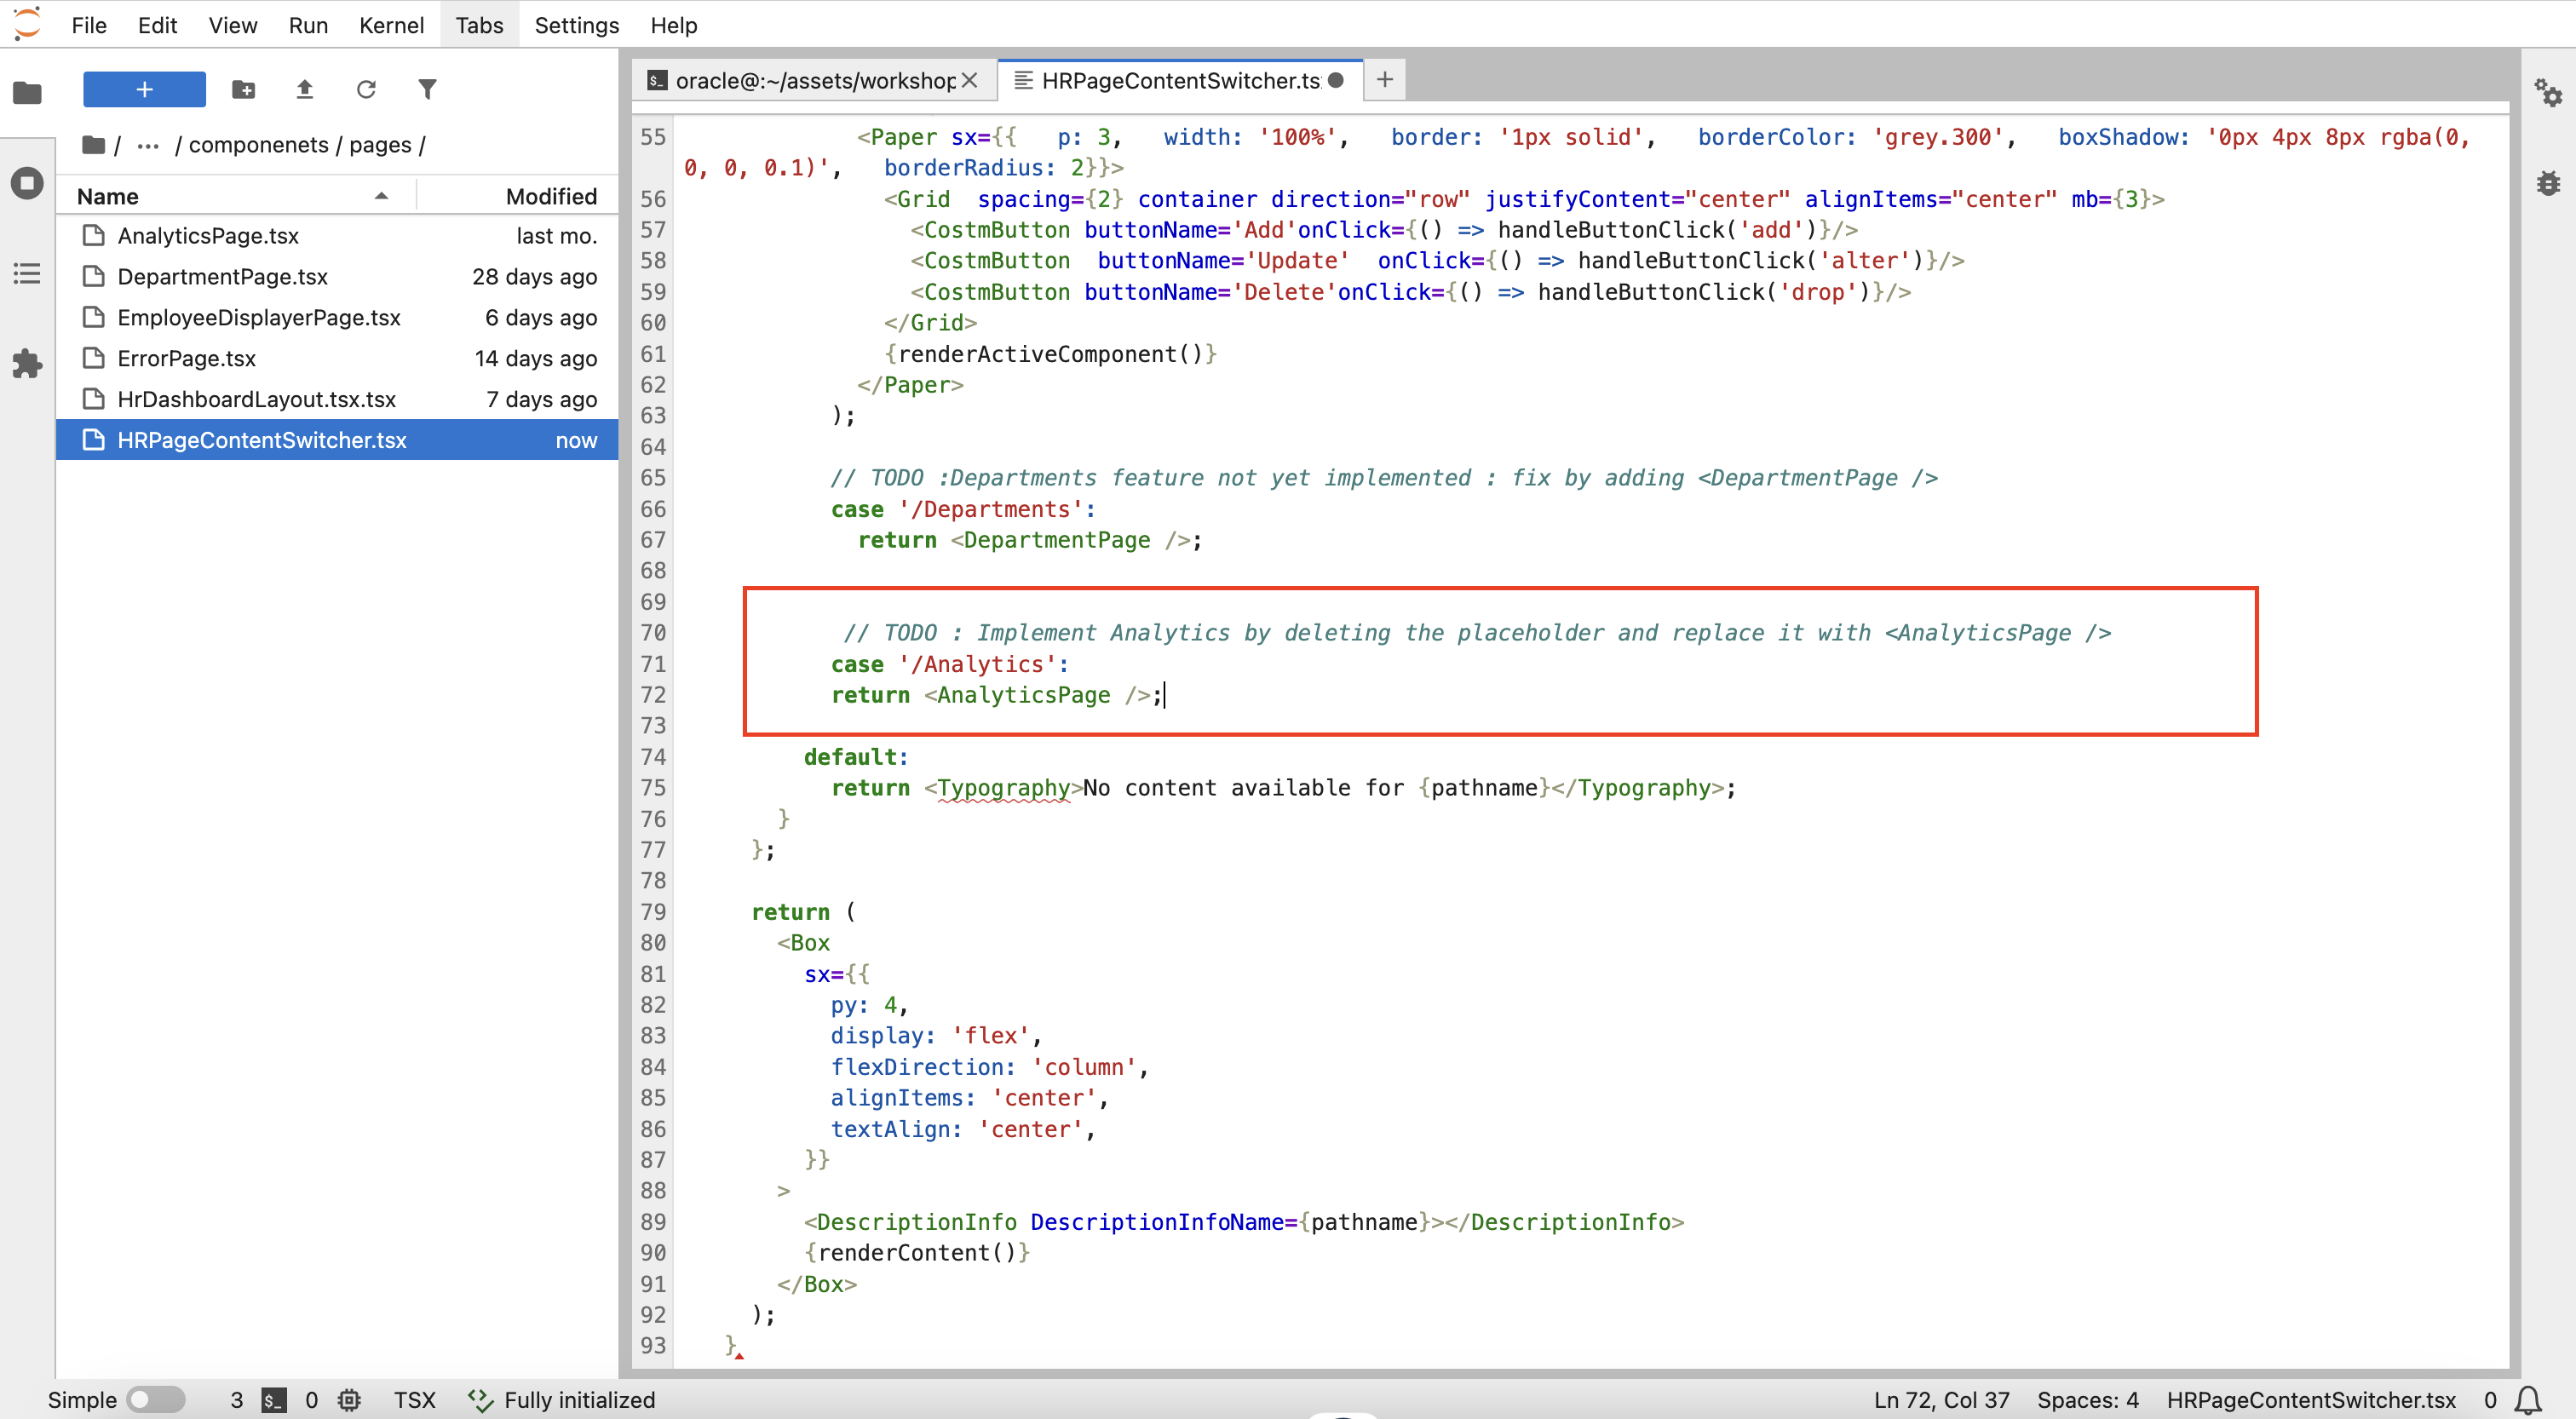 File Edit View Run Kernel Tabs Settings Help
+
/ ··· / componenets / pages /
Name Modified
AnalyticsPage.tsx last mo.
DepartmentPage.tsx 28 days ago
EmployeeDisplayerPage.tsx 6 days ago
ErrorPage.tsx 14 days ago
HrDashboardLayout.tsx.tsx 7 days ago
HRPageContentSwitcher.tsx now
oracle@:~/assets/workshop HRPageContentSwitcher.ts +
55 <Paper sx={{   p: 3,   width: '100%',   border: '1px solid',   borderColor: 'grey.300',   boxShadow: '0px 4px 8px rgba(0,
0, 0, 0.1)',   borderRadius: 2}}>
56 <Grid  spacing={2} container direction="row" justifyContent="center" alignItems="center" mb={3}>
57 <CostmButton buttonName='Add'onClick={() => handleButtonClick('add')}/>
58 <CostmButton  buttonName='Update'  onClick={() => handleButtonClick('alter')}/>
59 <CostmButton buttonName='Delete'onClick={() => handleButtonClick('drop')}/>
60 </Grid>
61 {renderActiveComponent()}
62 </Paper>
63 );
64
65 // TODO :Departments feature not yet implemented : fix by adding <DepartmentPage />
66 case '/Departments':
67 return <DepartmentPage />;
68
69
70 // TODO : Implement Analytics by deleting the placeholder and replace it with <AnalyticsPage />
71 case '/Analytics':
72 return <AnalyticsPage />;
73
74 default:
75 return <Typography>No content available for {pathname}</Typography>;
76 }
77 };
78
79 return (
80 <Box
81 sx={{
82 py: 4,
83 display: 'flex',
84 flexDirection: 'column',
85 alignItems: 'center',
86 textAlign: 'center',
87 }}
88 >
89 <DescriptionInfo DescriptionInfoName={pathname}></DescriptionInfo>
90 {renderContent()}
91 </Box>
92 );
93 }
Simple 3 $_ 0 TSX Fully initialized Ln 72, Col 37 Spaces: 4 HRPageContentSwitcher.tsx 0